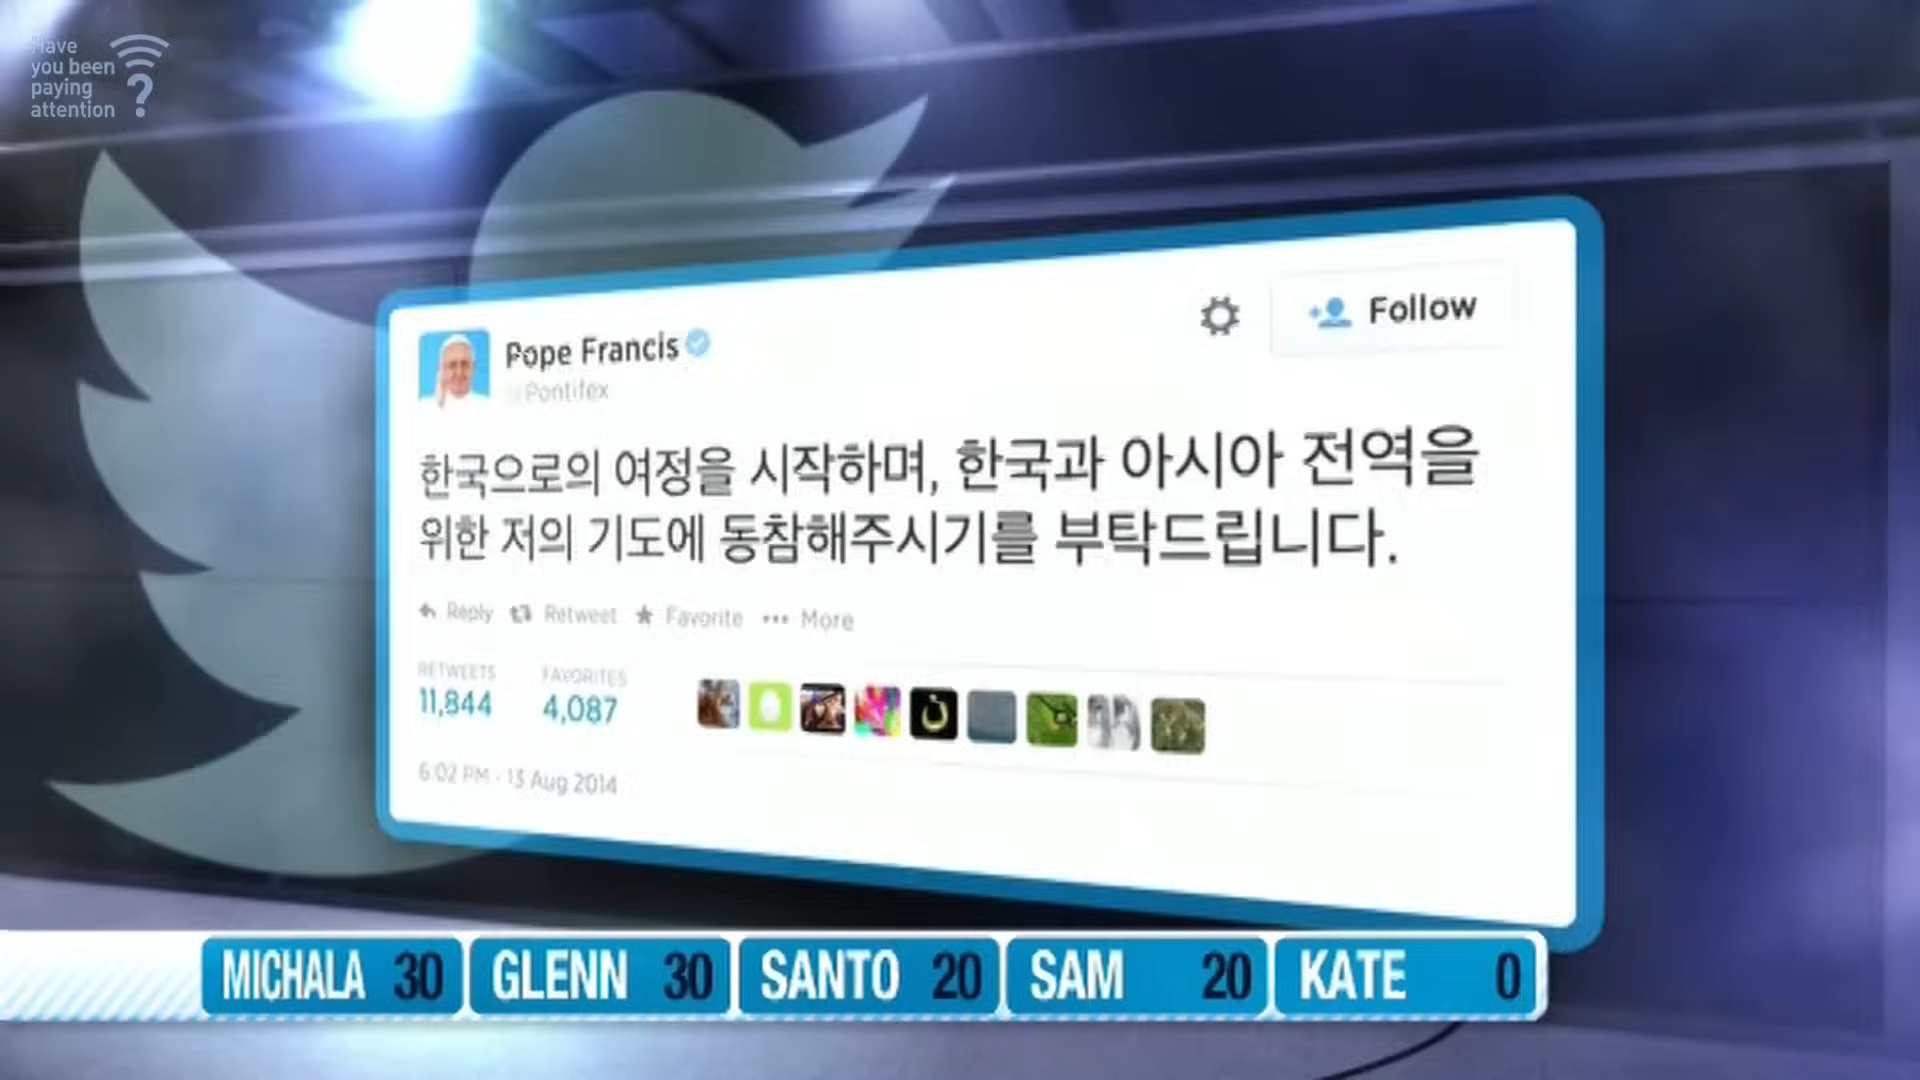 Have
you been
paying
attention
?
Pope Francis
@Pontifex
Follow
한국으로의 여정을 시작하며, 한국과 아시아 전역을
위한 저의 기도에 동참해주시기를 부탁드립니다.
Reply Retweet Favorite ••• More
RETWEETS FAVORITES
11,844 4,087
6:02 PM - 13 Aug 2014
MICHALA 30 GLENN 30 SANTO 20 SAM 20 KATE 0